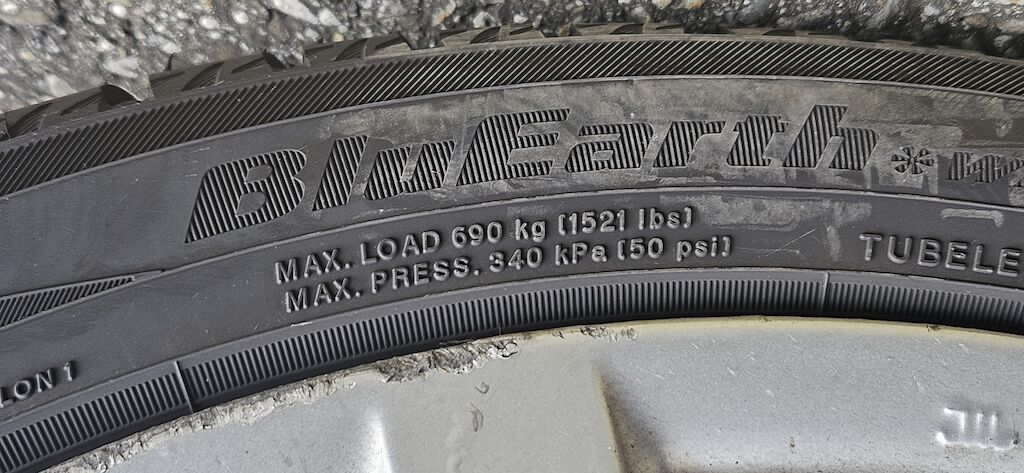 BluEarth*
MAX. LOAD 690 kg (1521 lbs)
MAX. PRESS. 340 kPa (50 psi)
TUBELE
LON 1